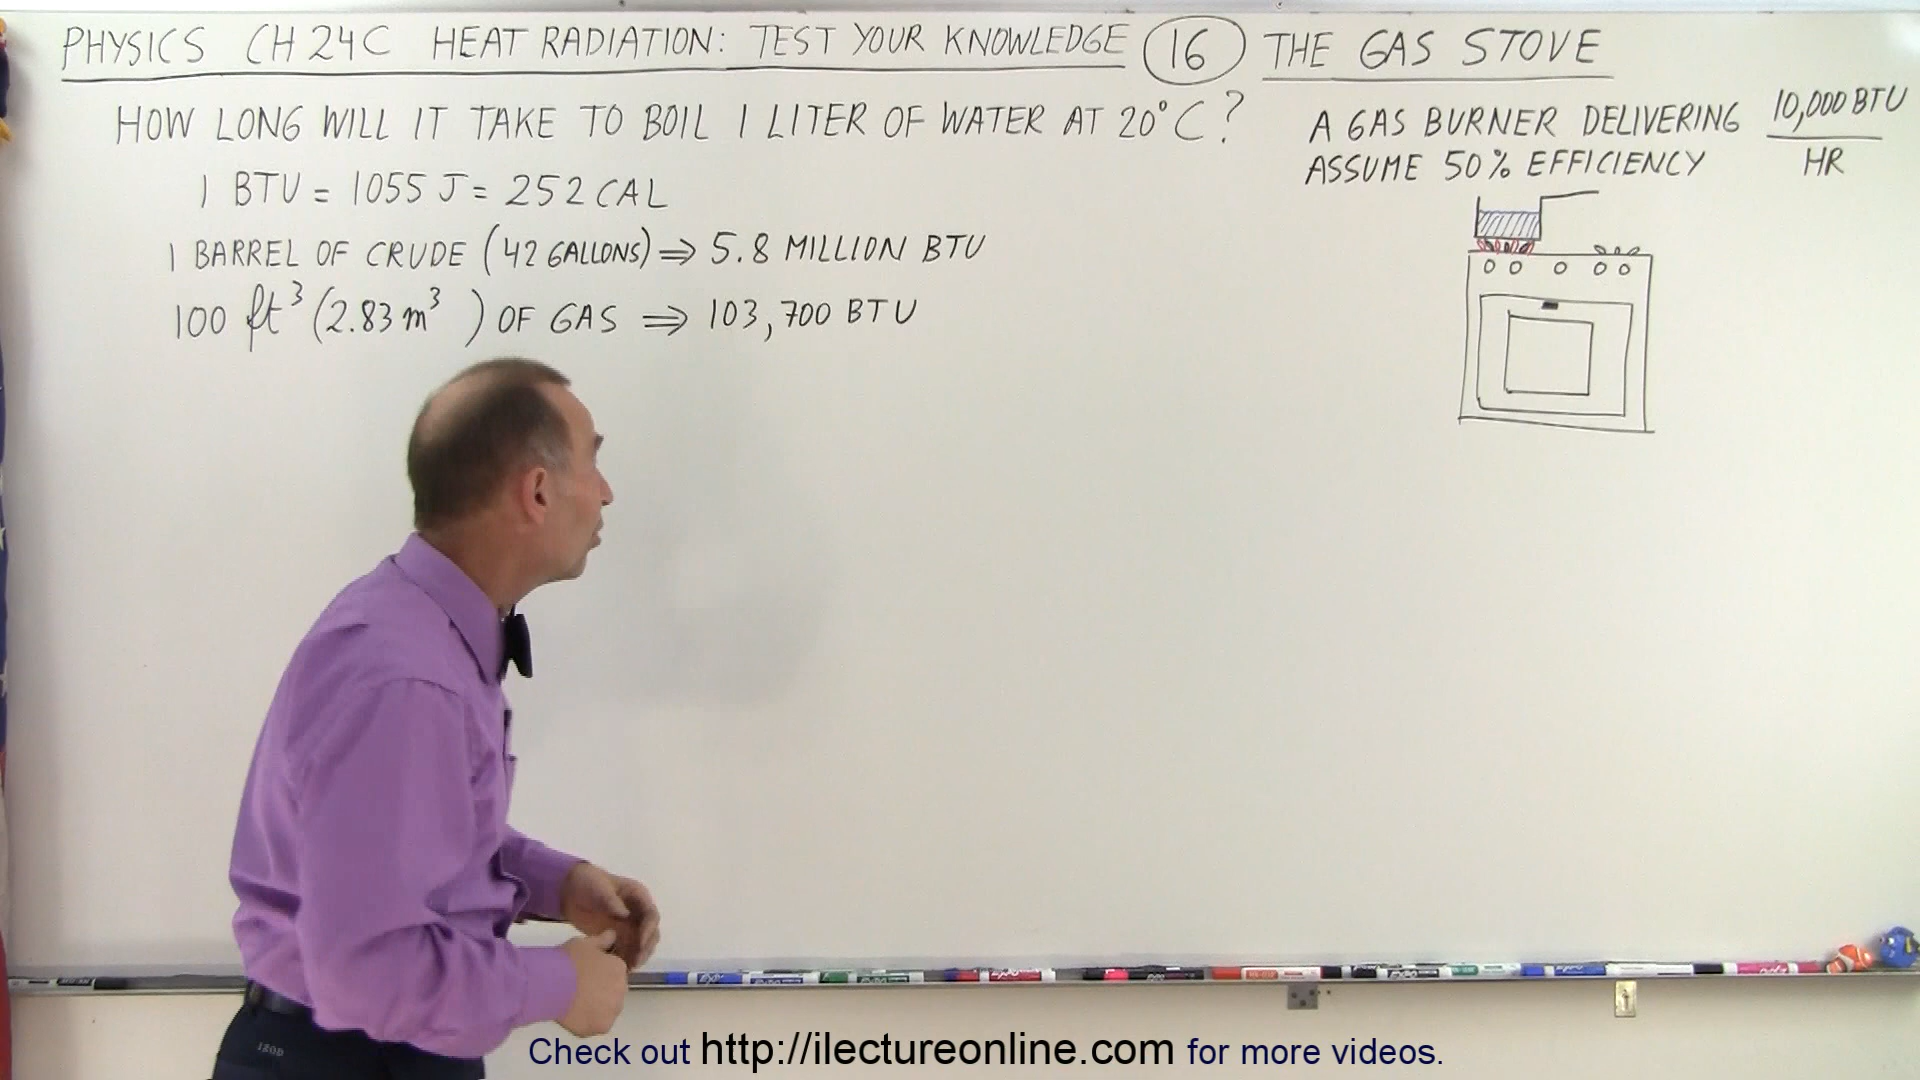 PHYSICS CH 24C HEAT RADIATION: TEST YOUR KNOWLEDGE 16 THE GAS STOVE
HOW LONG WILL IT TAKE TO BOIL 1 LITER OF WATER AT 20°C?
1 BTU = 1055 J = 252 CAL
1 BARREL OF CRUDE (42 GALLONS) ⇒ 5.8 MILLION BTU
100 ft³ (2.83 m³ ) OF GAS ⇒ 103,700 BTU
A GAS BURNER DELIVERING 10,000 BTU / HR
ASSUME 50% EFFICIENCY
IZOD
Check out http://ilectureonline.com for more videos.